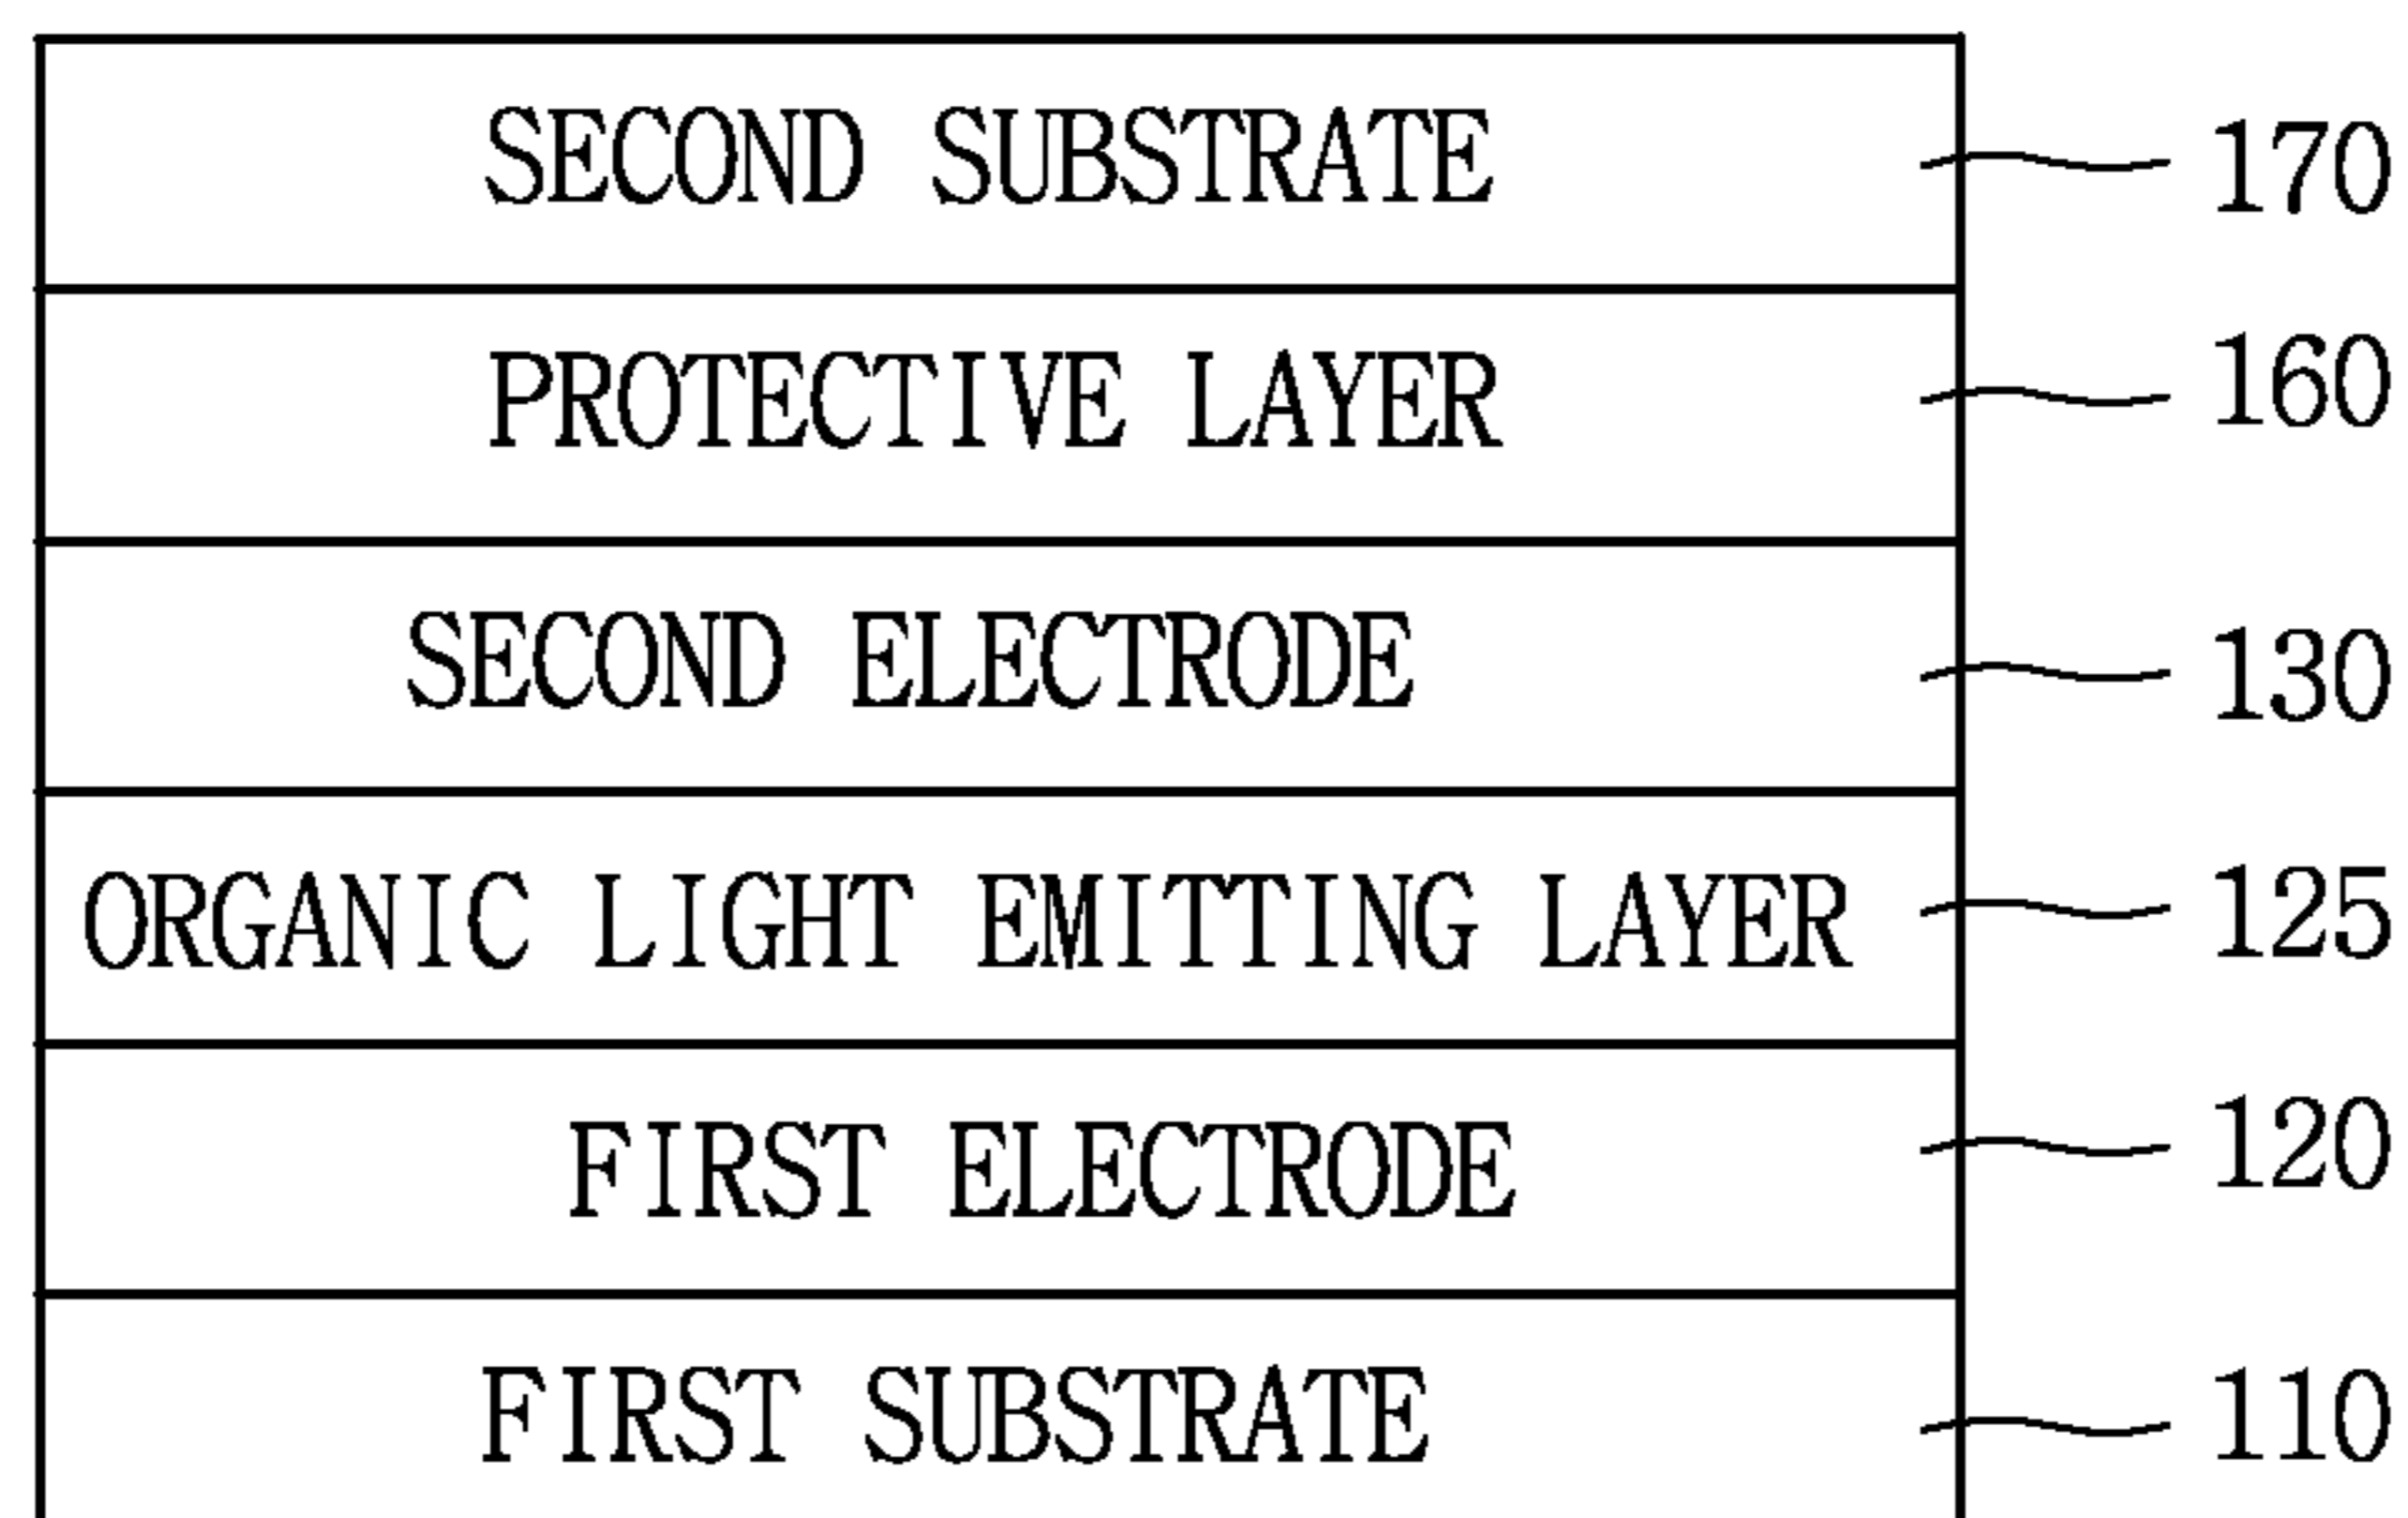 SECOND SUBSTRATE 170
PROTECTIVE LAYER 160
SECOND ELECTRODE 130
ORGANIC LIGHT EMITTING LAYER 125
FIRST ELECTRODE 120
FIRST SUBSTRATE 110